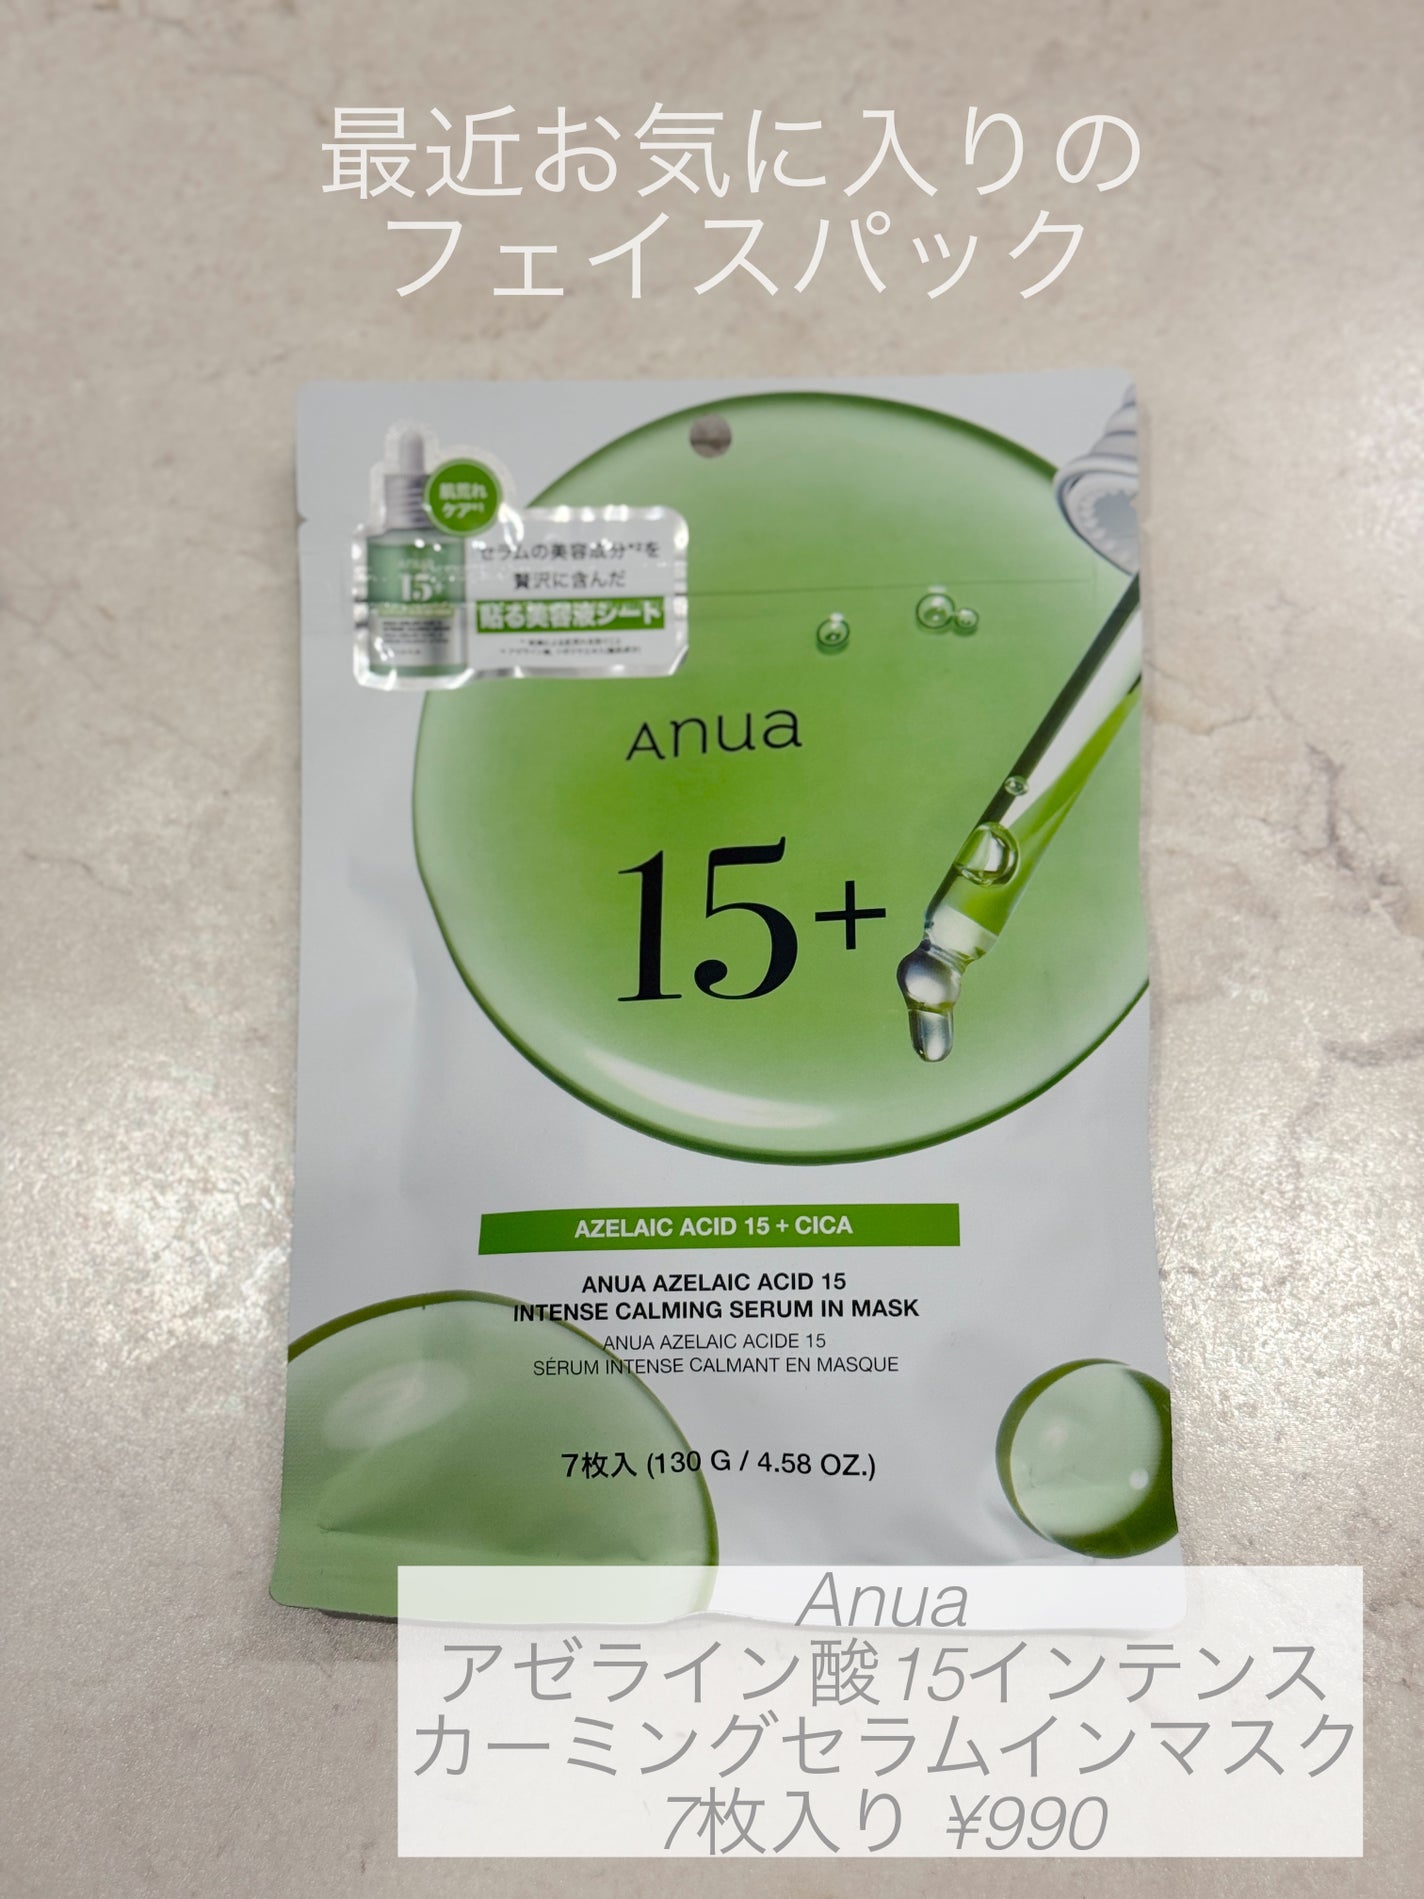 最近お気に入りの
フェイスパック
肌荒れ
ケア*¹
セラムの美容成分*²を
贅沢に含んだ
貼る美容液シート
Anua
15+
Anua
15+
AZELAIC ACID 15 + CICA
ANUA AZELAIC ACID 15
INTENSE CALMING SERUM IN MASK
ANUA AZELAIC ACIDE 15
SÉRUM INTENSE CALMANT EN MASQUE
7枚入 (130 G / 4.58 OZ.)
Anua
アゼライン酸15インテンス
カーミングセラムインマスク
7枚入り ¥990